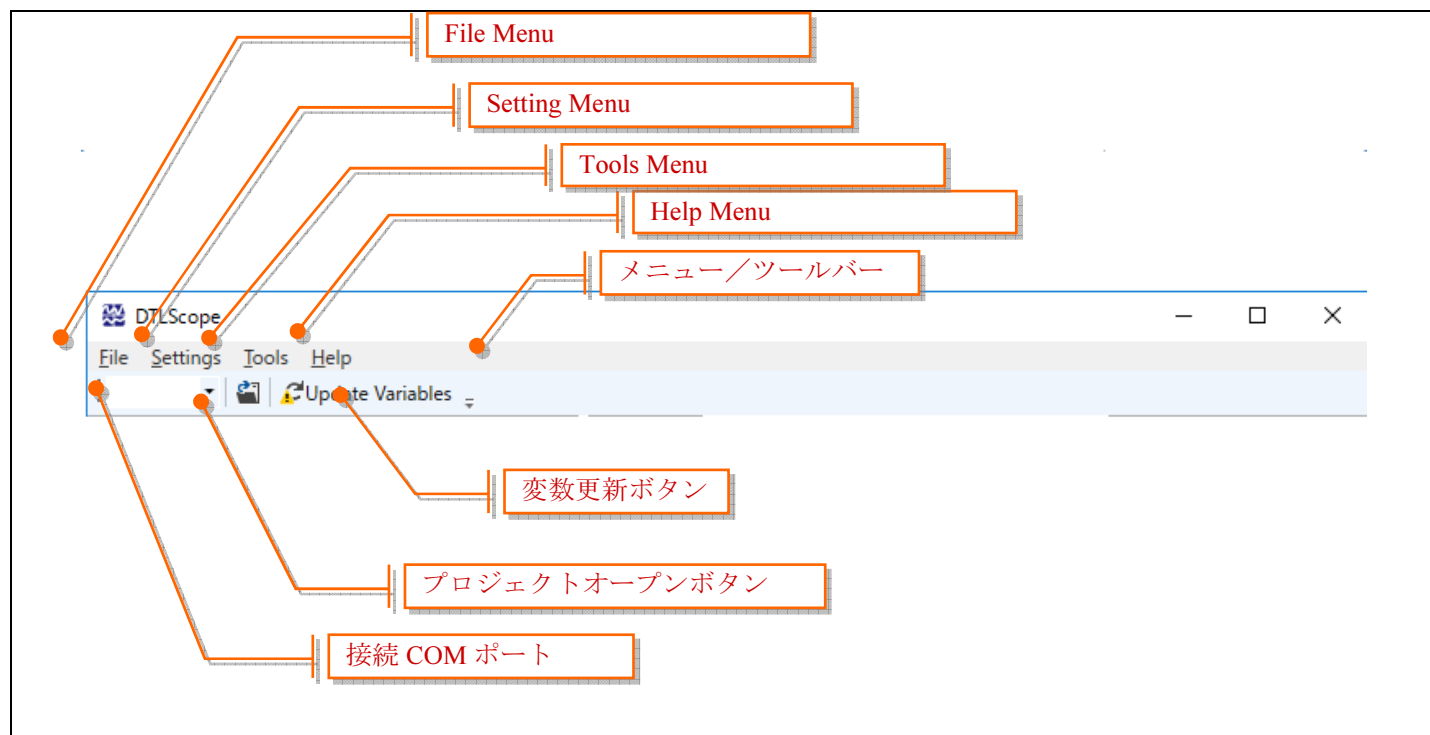 File Menu
Setting Menu
Tools Menu
Help Menu
メニュー／ツールバー
DTLScope
File Settings Tools Help
Update Variables
変数更新ボタン
プロジェクトオープンボタン
接続 COM ポート